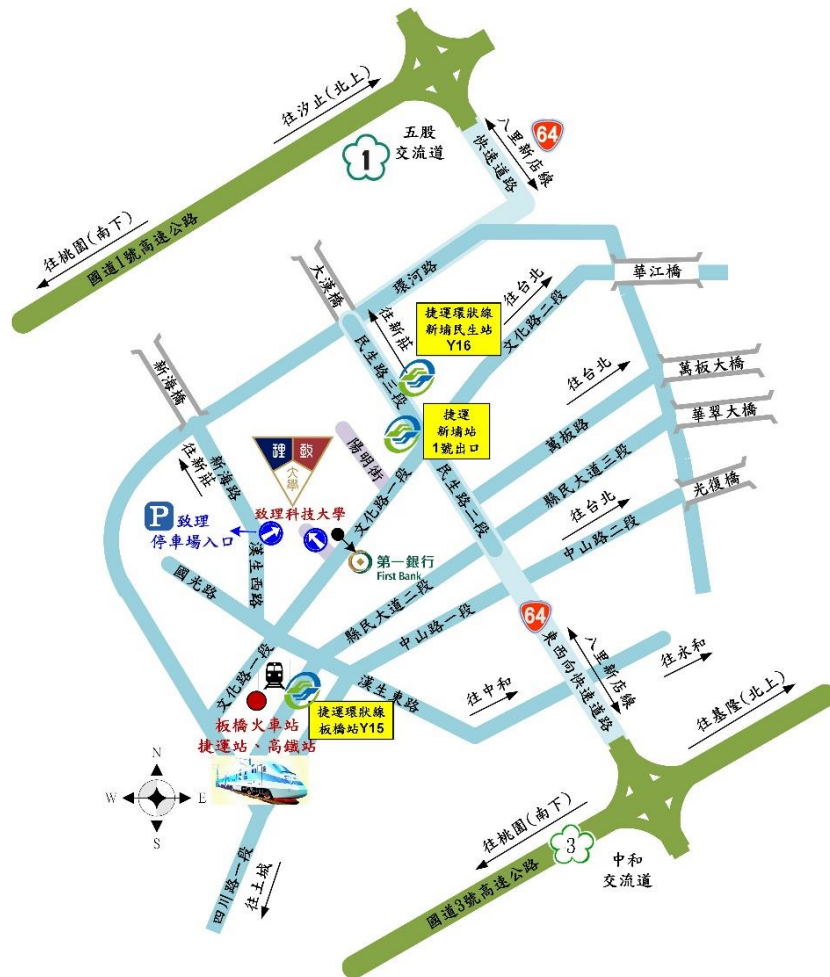 往汐止(北上)
五股
交流道
1
64
八里新店線
快速道路
往桃園(南下)
國道1號高速公路
環河路
大漢橋
往新莊
捷運環狀線
新埔民生站
Y16
往台北
文化路二段
華江橋
民生路三段
新海橋
往新莊
新海路
理 致
大學
致理科技大學
陽明街
捷運
新埔站
1號出口
往台北
萬板路
萬板大橋
華翠大橋
縣民大道三段
往台北
光復橋
中山路二段
民生路二段
文化路一段
P 致理
停車場入口
漢生西路
第一銀行
First Bank
國光路
縣民大道二段
中山路一段
64
東西向快速道路
八里新店線
往永和
往中和
漢生東路
文化路一段
捷運環狀線
板橋站Y15
板橋火車站
捷運站、高鐵站
N
W E
S
四川路一段
往土城
往基隆(北上)
往桃園(南下)
3
中和
交流道
國道3號高速公路